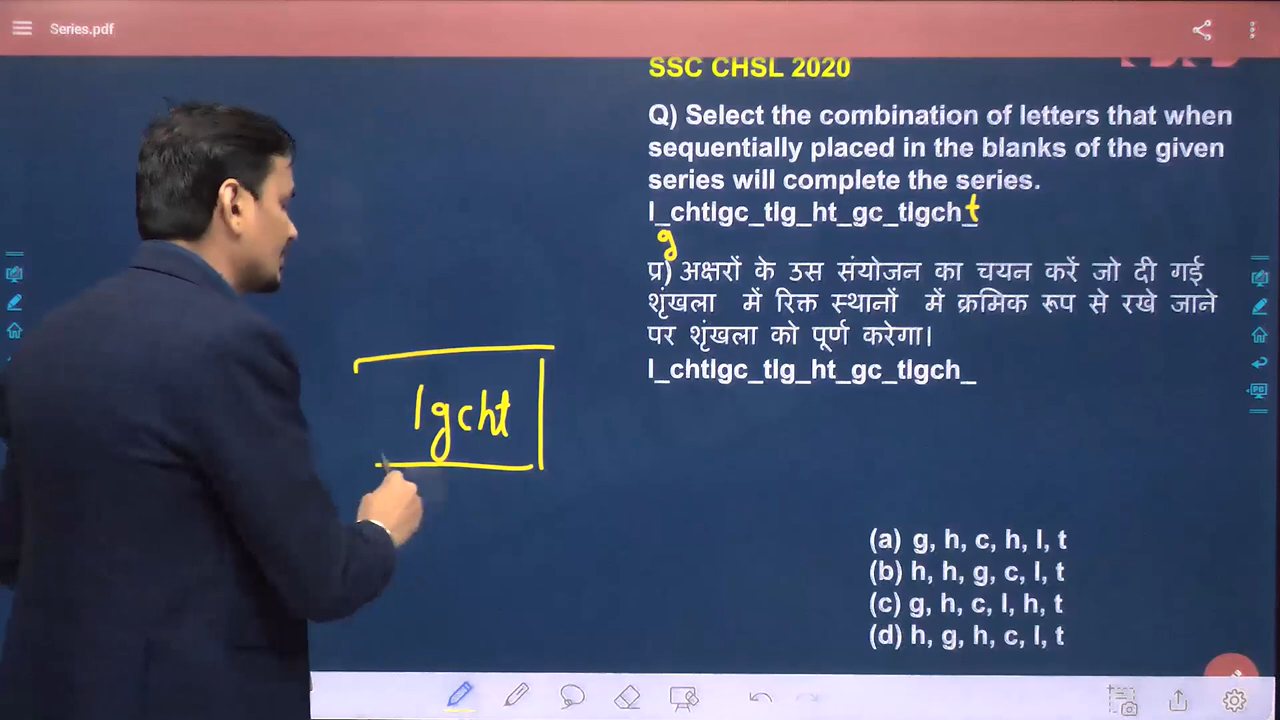 Series.pdf
SSC CHSL 2020
Q) Select the combination of letters that when
sequentially placed in the blanks of the given
series will complete the series.
l_chtlgc_tlg_ht_gc_tlgch_t
g
प्र) अक्षरों के उस संयोजन का चयन करें जो दी गई
शृंखला में रिक्त स्थानों में क्रमिक रूप से रखे जाने
पर शृंखला को पूर्ण करेगा।
l_chtlgc_tlg_ht_gc_tlgch_
lgcht
(a) g, h, c, h, l, t
(b) h, h, g, c, l, t
(c) g, h, c, l, h, t
(d) h, g, h, c, l, t